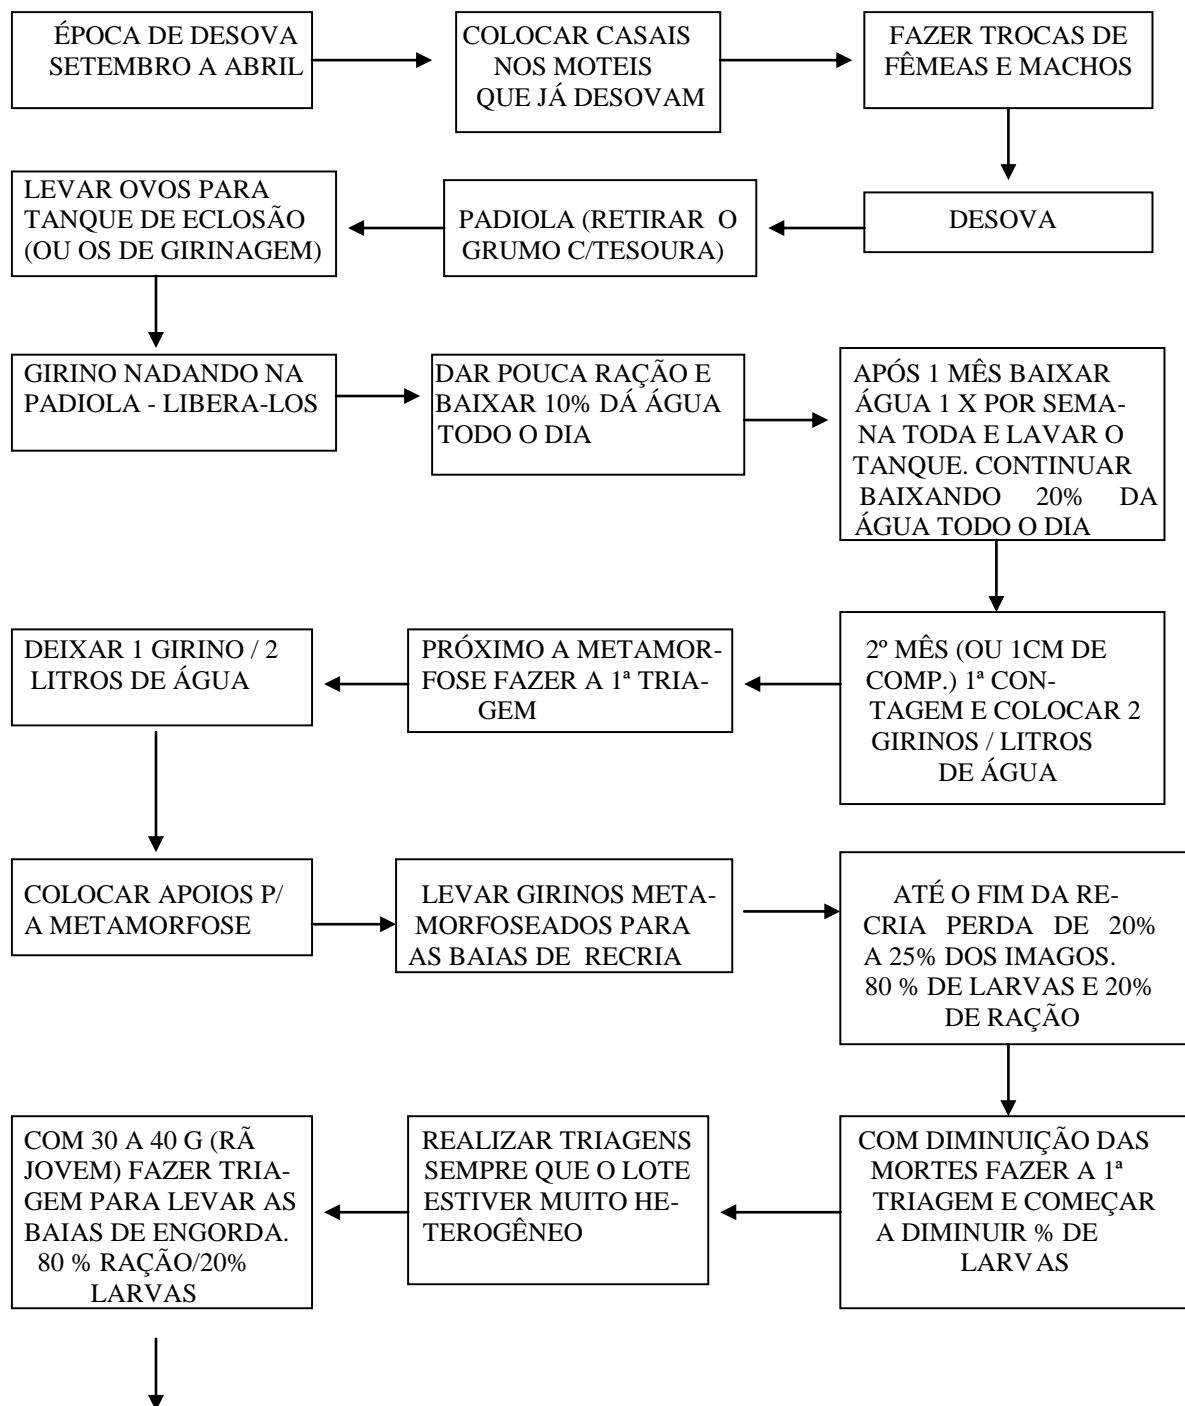 ÉPOCA DE DESOVA
SETEMBRO A ABRIL
COLOCAR CASAIS
NOS MOTEIS
QUE JÁ DESOVAM
FAZER TROCAS DE
FÊMEAS E MACHOS
DESOVA
PADIOLA (RETIRAR O
GRUMO C/TESOURA)
LEVAR OVOS PARA
TANQUE DE ECLOSÃO
(OU OS DE GIRINAGEM)
GIRINO NADANDO NA
PADIOLA - LIBERA-LOS
DAR POUCA RAÇÃO E
BAIXAR 10% DÁ ÁGUA
TODO O DIA
APÓS 1 MÊS BAIXAR
ÁGUA 1 X POR SEMA-
NA TODA E LAVAR O
TANQUE. CONTINUAR
BAIXANDO 20% DA
ÁGUA TODO O DIA
2º MÊS (OU 1CM DE
COMP.) 1ª CON-
TAGEM E COLOCAR 2
GIRINOS / LITROS
DE ÁGUA
PRÓXIMO A METAMOR-
FOSE FAZER A 1ª TRIA-
GEM
DEIXAR 1 GIRINO / 2
LITROS DE ÁGUA
COLOCAR APOIOS P/
A METAMORFOSE
LEVAR GIRINOS META-
MORFOSEADOS PARA
AS BAIAS DE RECRIA
ATÉ O FIM DA RE-
CRIA PERDA DE 20%
A 25% DOS IMAGOS.
80 % DE LARVAS E 20%
DE RAÇÃO
COM DIMINUIÇÃO DAS
MORTES FAZER A 1ª
TRIAGEM E COMEÇAR
A DIMINUIR % DE
LARVAS
REALIZAR TRIAGENS
SEMPRE QUE O LOTE
ESTIVER MUITO HE-
TEROGÊNEO
COM 30 A 40 G (RÃ
JOVEM) FAZER TRIA-
GEM PARA LEVAR AS
BAIAS DE ENGORDA.
80 % RAÇÃO/20%
LARVAS